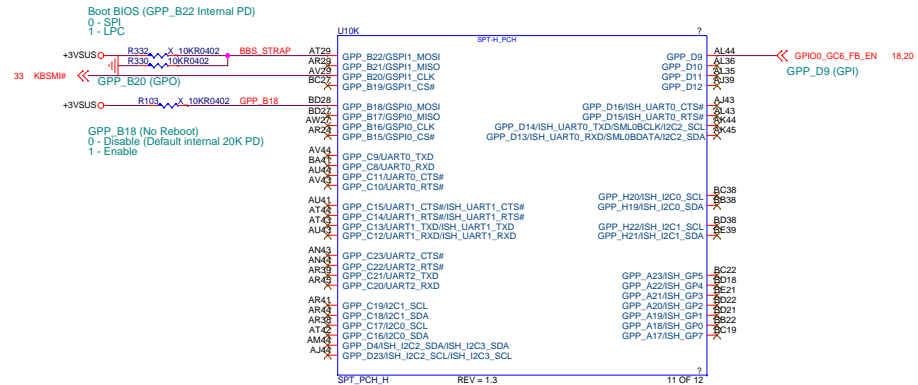 Boot BIOS (GPP_B22 Internal PD)
0 - SPI
1 - LPC
U10K
?
SPT-H_PCH
+3VSUS
R332 X_10KR0402
BBS_STRAP
AT29
GPP_B22/GSPI1_MOSI
R330 10KR0402
AR29
GPP_B21/GSPI1_MISO
33 KBSMI#
AV29
GPP_B20/GSPI1_CLK
BC27
GPP_B19/GSPI1_CS#
GPP_B20 (GPO)
+3VSUS
R103 X_10KR0402
GPP_B18
BD28
GPP_B18/GSPI0_MOSI
BD27
GPP_B17/GSPI0_MISO
AW27
GPP_B16/GSPI0_CLK
AR24
GPP_B15/GSPI0_CS#
GPP_B18 (No Reboot)
0 - Disable (Default internal 20K PD)
1 - Enable
AV44
GPP_C9/UART0_TXD
BA41
GPP_C8/UART0_RXD
AU44
GPP_C11/UART0_CTS#
AV43
GPP_C10/UART0_RTS#
AU41
GPP_C15/UART1_CTS#/ISH_UART1_CTS#
AT44
GPP_C14/UART1_RTS#/ISH_UART1_RTS#
AT43
GPP_C13/UART1_TXD/ISH_UART1_TXD
AU43
GPP_C12/UART1_RXD/ISH_UART1_RXD
AN43
GPP_C23/UART2_CTS#
AN44
GPP_C22/UART2_RTS#
AR39
GPP_C21/UART2_TXD
AR45
GPP_C20/UART2_RXD
AR41
GPP_C19/I2C1_SCL
AR44
GPP_C18/I2C1_SDA
AR38
GPP_C17/I2C0_SCL
AT42
GPP_C16/I2C0_SDA
AM44
GPP_D4/ISH_I2C2_SDA/ISH_I2C3_SDA
AJ44
GPP_D23/ISH_I2C2_SCL/ISH_I2C3_SCL
GPP_D9
AL44
GPIO0_GC6_FB_EN 18,20
GPP_D10
AL36
GPP_D11
AL35
GPP_D12
AJ39
GPP_D9 (GPI)
GPP_D16/ISH_UART0_CTS#
AJ43
GPP_D15/ISH_UART0_RTS#
AL43
GPP_D14/ISH_UART0_TXD/SML0BCLK/I2C2_SCL
AK44
GPP_D13/ISH_UART0_RXD/SML0BDATA/I2C2_SDA
AK45
GPP_H20/ISH_I2C0_SCL
BC38
GPP_H19/ISH_I2C0_SDA
BB38
GPP_H22/ISH_I2C1_SCL
BD38
GPP_H21/ISH_I2C1_SDA
BE39
GPP_A23/ISH_GP5
BC22
GPP_A22/ISH_GP4
BD18
GPP_A21/ISH_GP3
BE21
GPP_A20/ISH_GP2
BD22
GPP_A19/ISH_GP1
BD21
GPP_A18/ISH_GP0
BB22
GPP_A17/ISH_GP7
BC19
?
SPT_PCH_H
REV = 1.3
11 OF 12